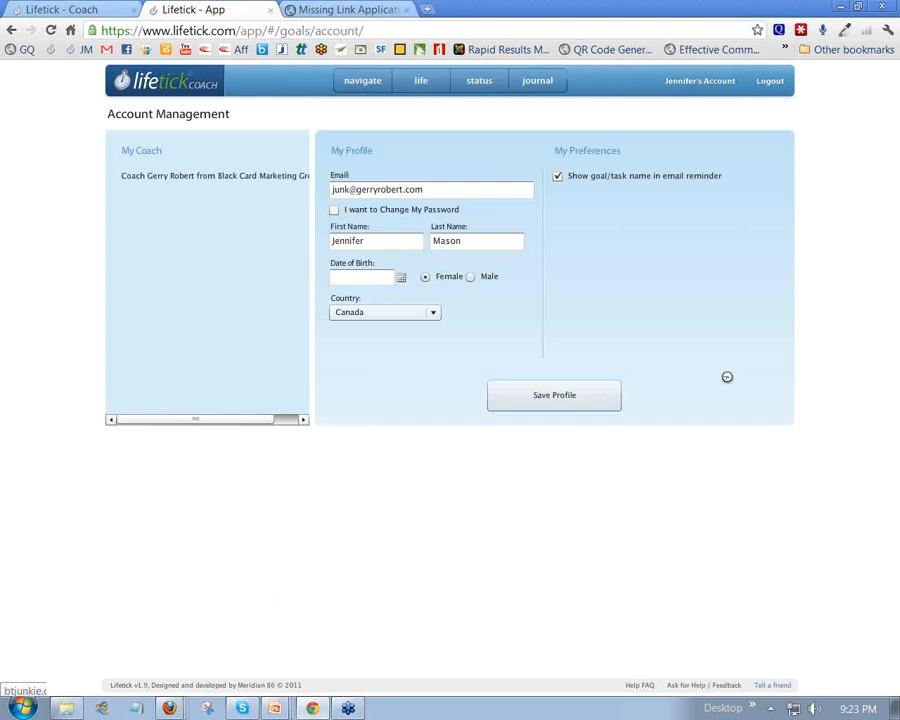 Lifetick - Coach
Lifetick - App
Missing Link Applicati
https://www.lifetick.com/app/#/goals/account/
GQ
JM
Aff
SF
Rapid Results M...
QR Code Gener...
Effective Comm...
»
Other bookmarks
lifetick COACH
navigate
life
status
journal
Jennifer's Account
Logout
Account Management
My Coach
Coach Gerry Robert from Black Card Marketing Gro
My Profile
Email:
junk@gerryrobert.com
I want to Change My Password
First Name:
Last Name:
Jennifer
Mason
Date of Birth:
Female
Male
Country:
Canada
My Preferences
Show goal/task name in email reminder
Save Profile
Lifetick v1.9, Designed and developed by Meridian 86 © 2011
Help FAQ
Ask for Help / Feedback
Tell a friend
btjunkie.o
Desktop
»
9:23 PM